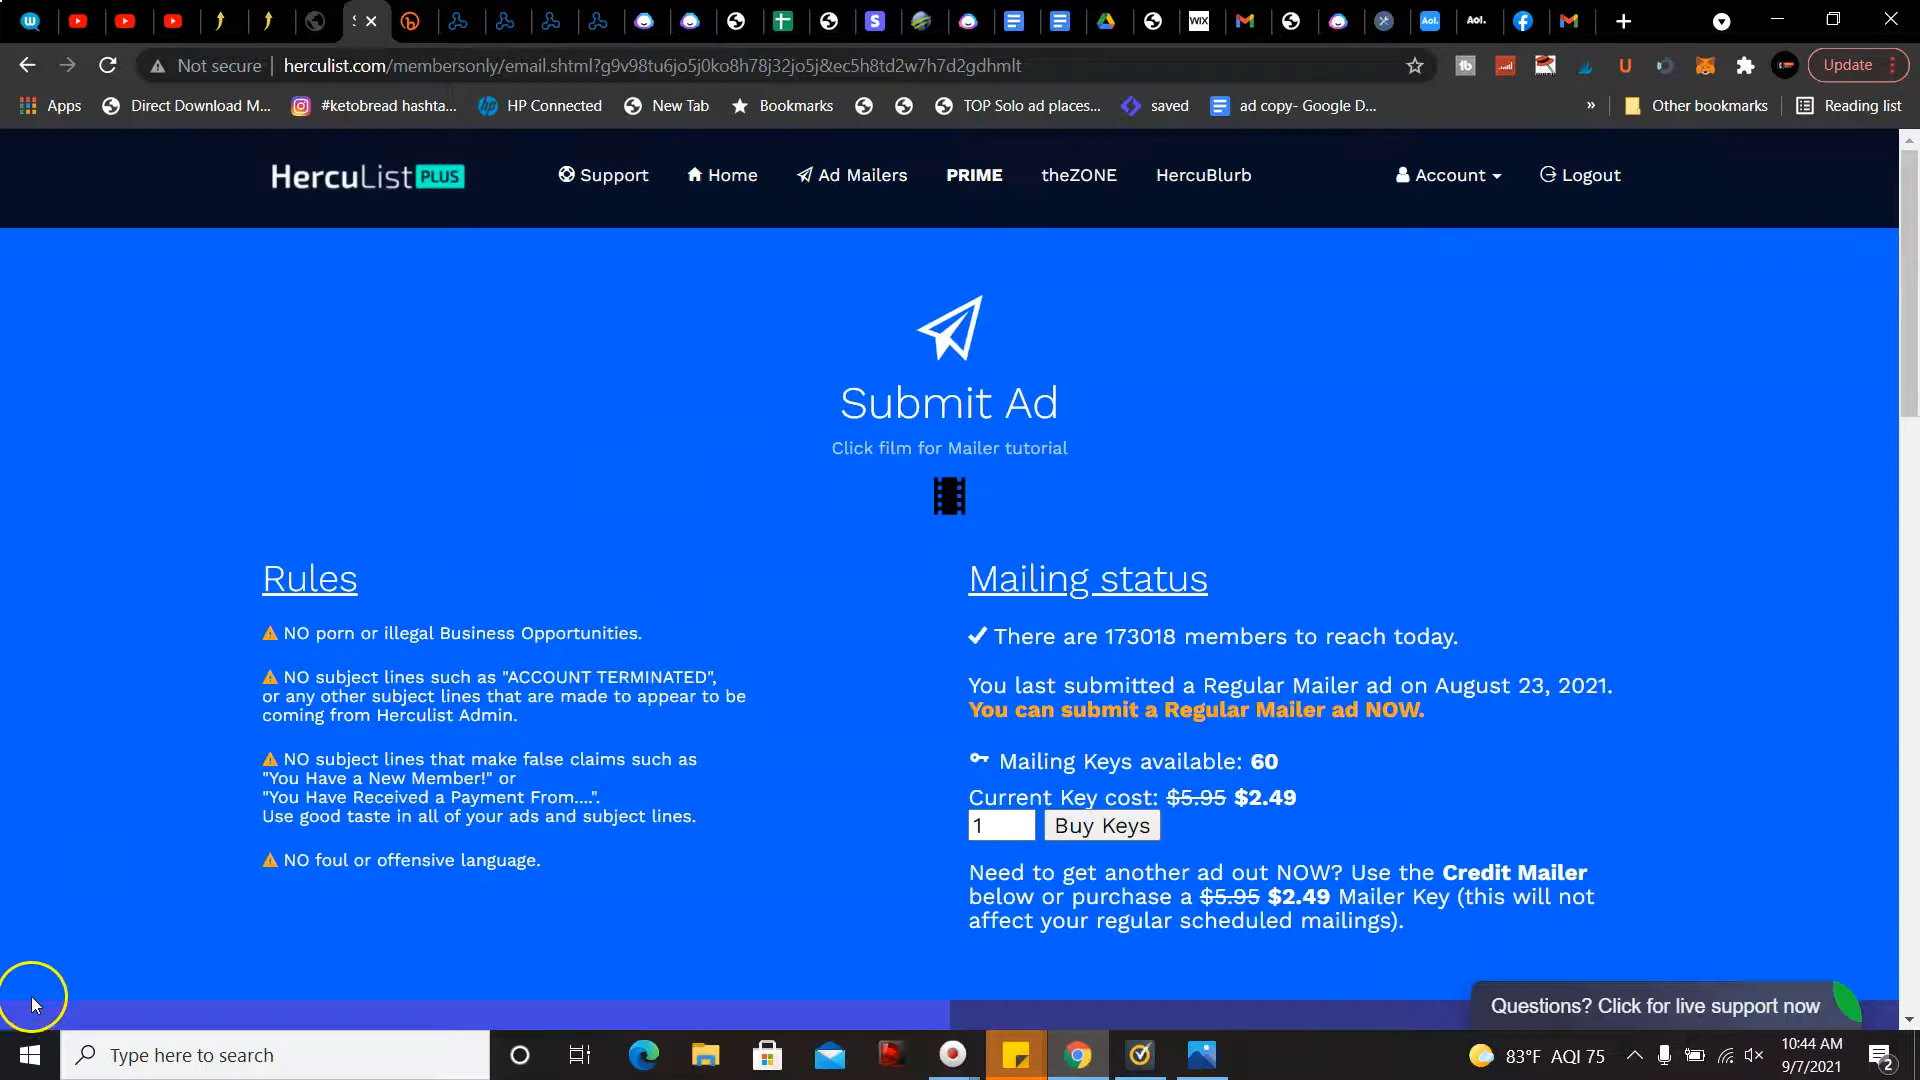 Not secure herculist.com/membersonly/email.shtml?g9v98tu6jo5j0ko8h78j32jo5j&ec5h8td2w7h7d2gdhmlt
Update
Apps Direct Download M... #ketobread hashta... HP Connected New Tab Bookmarks TOP Solo ad places... saved ad copy- Google D... » Other bookmarks Reading list
HercuList PLUS Support Home Ad Mailers PRIME theZONE HercuBlurb Account Logout
Submit Ad
Click film for Mailer tutorial
Rules
NO porn or illegal Business Opportunities.
NO subject lines such as "ACCOUNT TERMINATED",
or any other subject lines that are made to appear to be
coming from Herculist Admin.
NO subject lines that make false claims such as
"You Have a New Member!" or
"You Have Received a Payment From....".
Use good taste in all of your ads and subject lines.
NO foul or offensive language.
Mailing status
There are 173018 members to reach today.
You last submitted a Regular Mailer ad on August 23, 2021.
You can submit a Regular Mailer ad NOW.
Mailing Keys available: 60
Current Key cost: $5.95 $2.49
1 Buy Keys
Need to get another ad out NOW? Use the Credit Mailer
below or purchase a $5.95 $2.49 Mailer Key (this will not
affect your regular scheduled mailings).
Questions? Click for live support now
Type here to search
83°F AQI 75
10:44 AM
9/7/2021
2